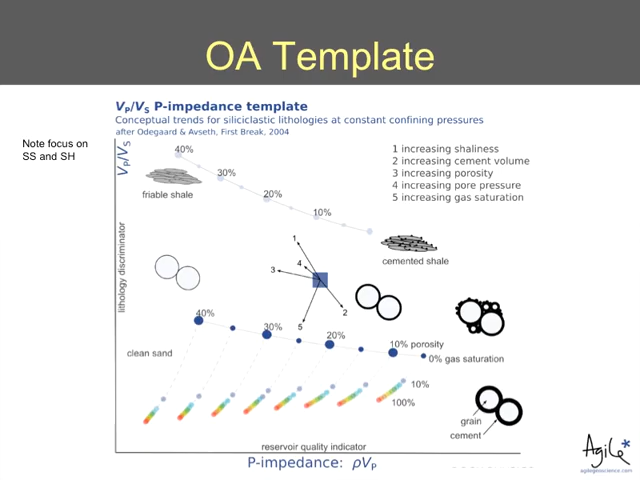 OA Template
Note focus on
SS and SH
VP/VS P-impedance template
Conceptual trends for siliciclastic lithologies at constant confining pressures
after Odegaard & Avseth, First Break, 2004
VP/VS
lithology discriminator
1 increasing shaliness
2 increasing cement volume
3 increasing porosity
4 increasing pore pressure
5 increasing gas saturation
40%
30%
20%
10%
friable shale
cemented shale
1
4
3
2
5
40%
30%
20%
10% porosity
0% gas saturation
clean sand
10%
100%
grain
cement
reservoir quality indicator
P-impedance: ρVP
Agile*
agilegeoscience.com